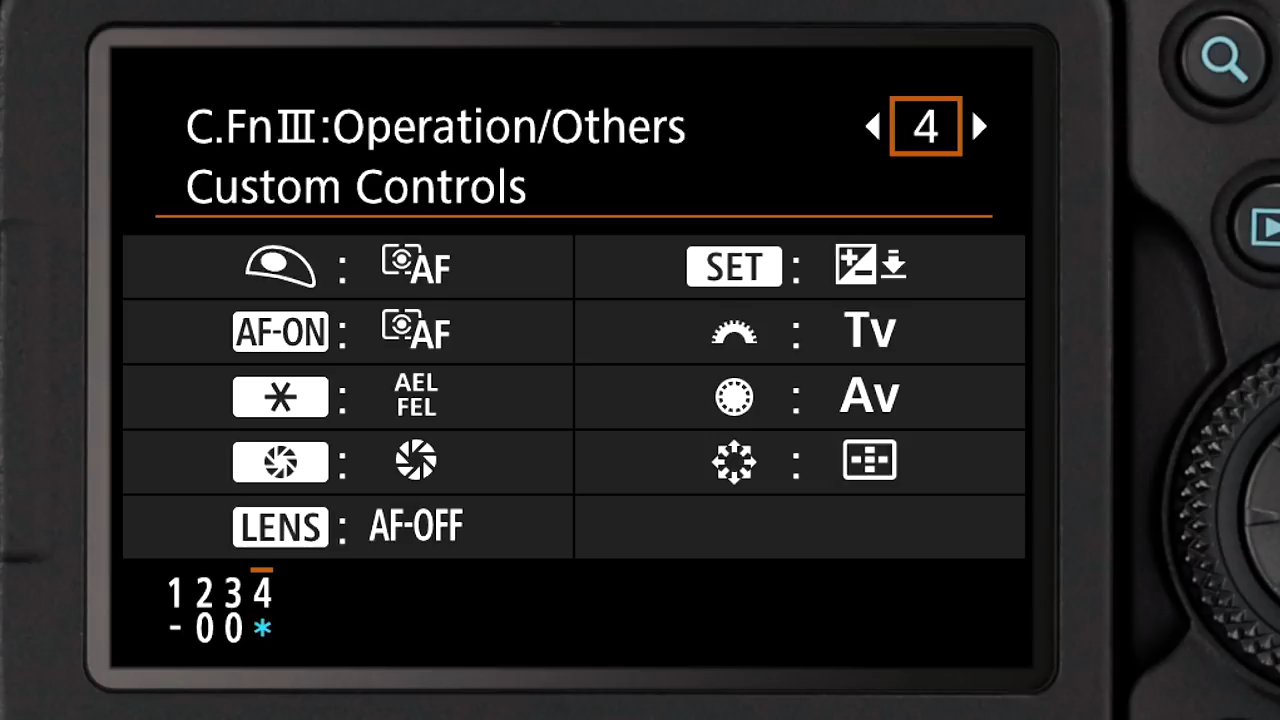 C.FnIII:Operation/Others 4
Custom Controls
: AF SET :
AF-ON : AF : Tv
* : AEL FEL : Av
: :
LENS : AF-OFF
1 2 3 4
- 0 0 *